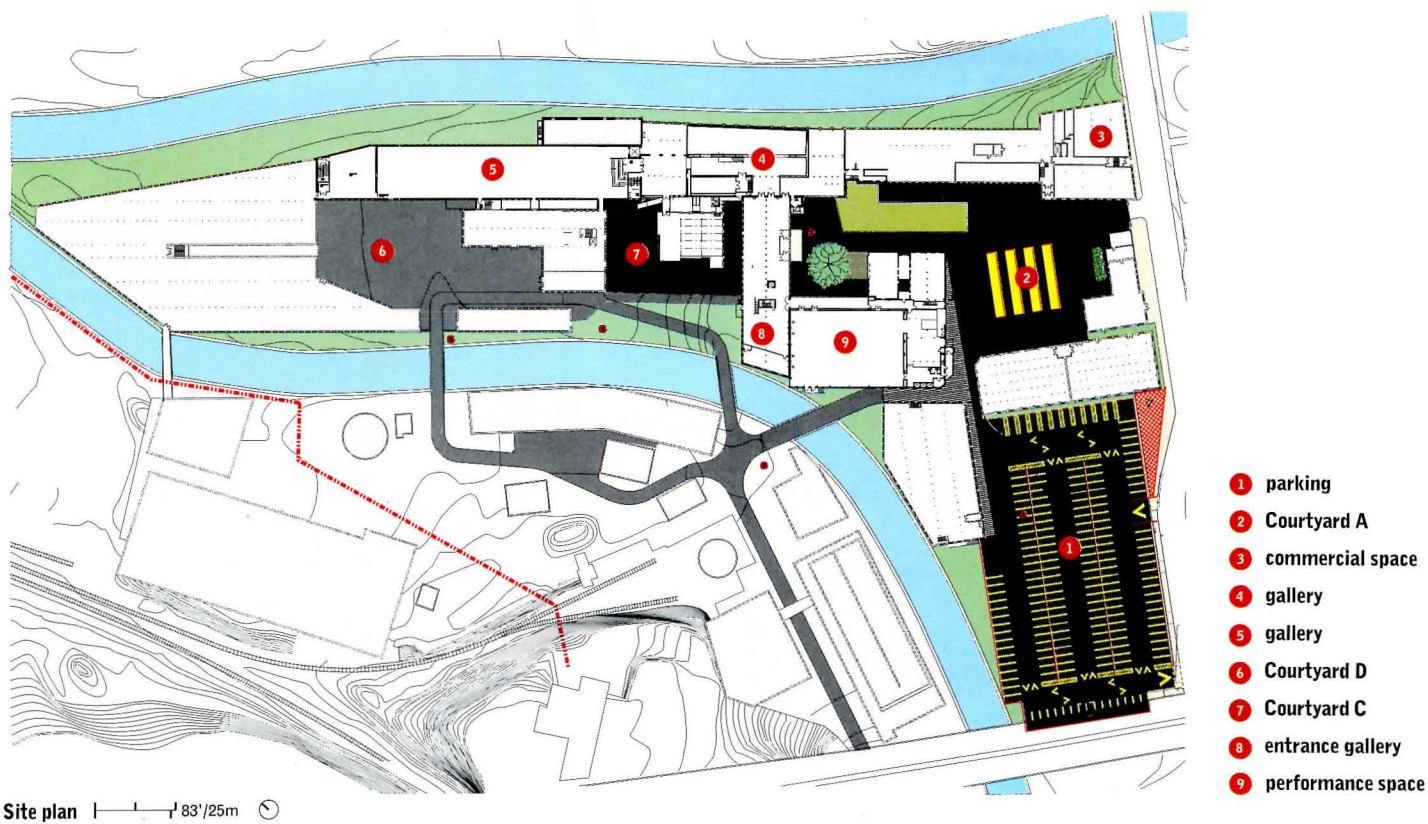 3
4
5
6
7
2
8
9
1
1 parking
2 Courtyard A
3 commercial space
4 gallery
5 gallery
6 Courtyard D
7 Courtyard C
8 entrance gallery
9 performance space
Site plan 83'/25m